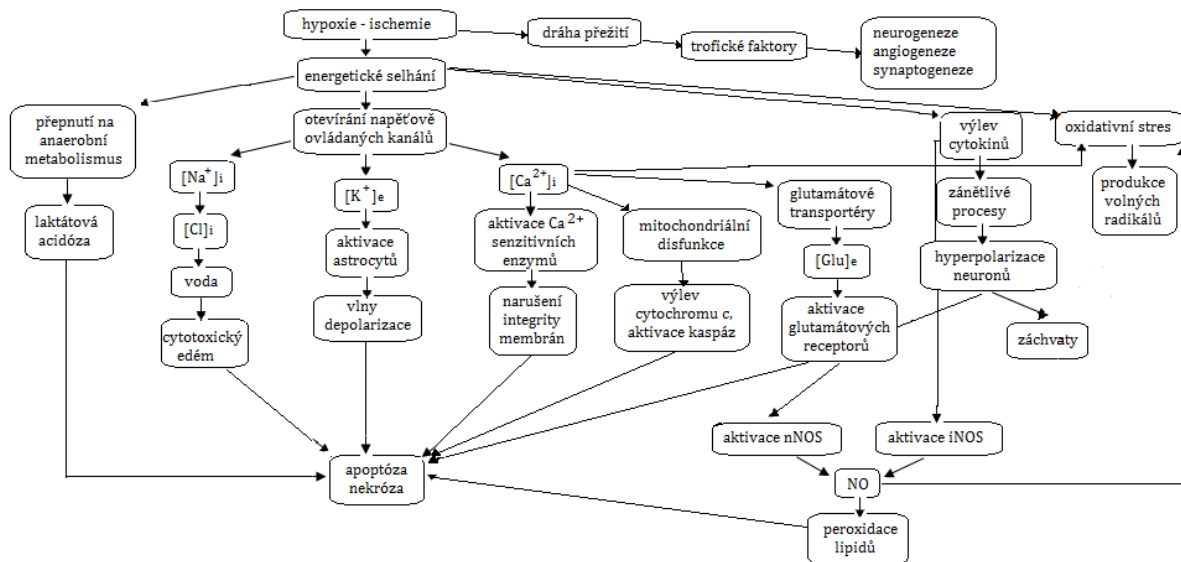 hypoxie - ischemie
dráha přežití
trofické faktory
neurogeneze
angiogeneze
synaptogeneze
energetické selhání
přepnutí na
anaerobní
metabolismus
otevírání napěťově
ovládaných kanálů
výlev
cytokinů
oxidativní stres
[Na⁺]i
[K⁺]e
[Ca²⁺]i
glutamátové
transportéry
zánětlivé
procesy
produkce
volných
radikálů
laktátová
acidóza
[Cl]i
aktivace
astrocytů
aktivace Ca²⁺
senzitivních
enzymů
mitochondriální
disfunkce
[Glu]e
hyperpolarizace
neuronů
voda
vlny
depolarizace
narušení
integrity
membrán
výlev
cytochromu c,
aktivace kaspáz
aktivace
glutamátových
receptorů
záchvaty
cytotoxický
edém
aktivace nNOS
aktivace iNOS
apoptóza
nekróza
NO
peroxidace
lipidů